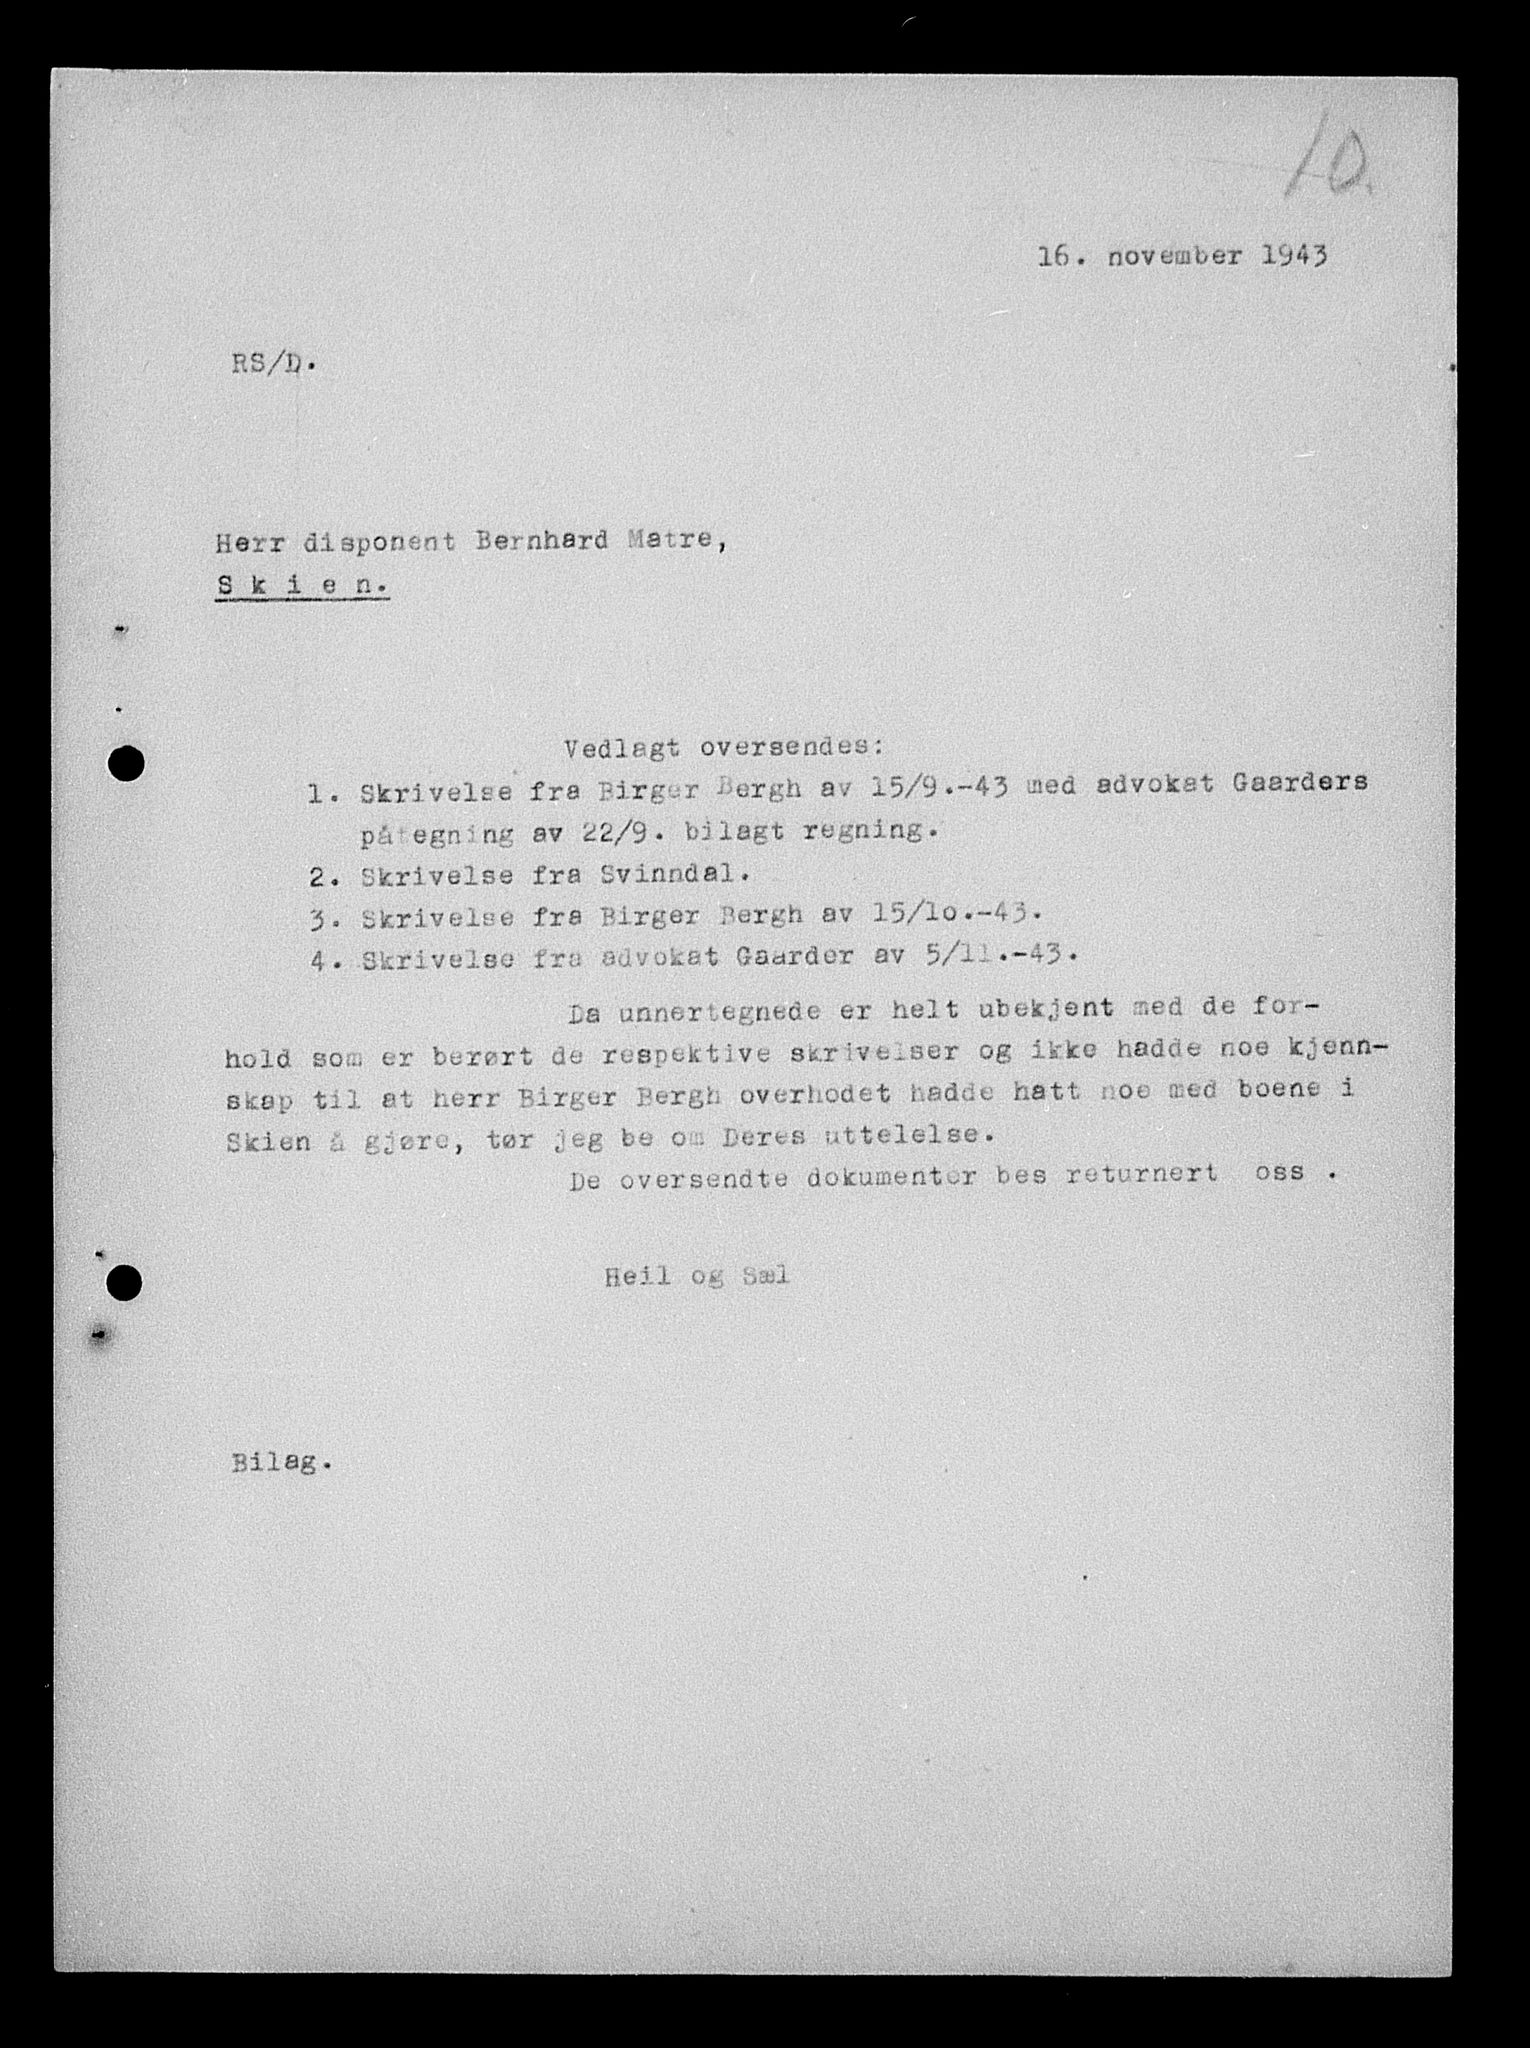 10.
16. november 1943
RS/D.
Herr disponent Bernhard Matre,
S k i e n.
Vedlagt oversendes:
1. Skrivelse fra Birger Bergh av 15/9.-43 med advokat Gaarders
påtegning av 22/9. bilagt regning.
2. Skrivelse fra Svinndal.
3. Skrivelse fra Birger Bergh av 15/10.-43.
4. Skrivelse fra advokat Gaarder av 5/11.-43.
Da unnertegnede er helt ubekjent med de for-
hold som er berørt de respektive skrivelser og ikke hadde noe kjenn-
skap til at herr Birger Bergh overhodet hadde hatt noe med boene i
Skien å gjøre, tør jeg be om Deres uttelelse.
De oversendte dokumenter bes returnert oss .
Heil og Sæl
Bilag.